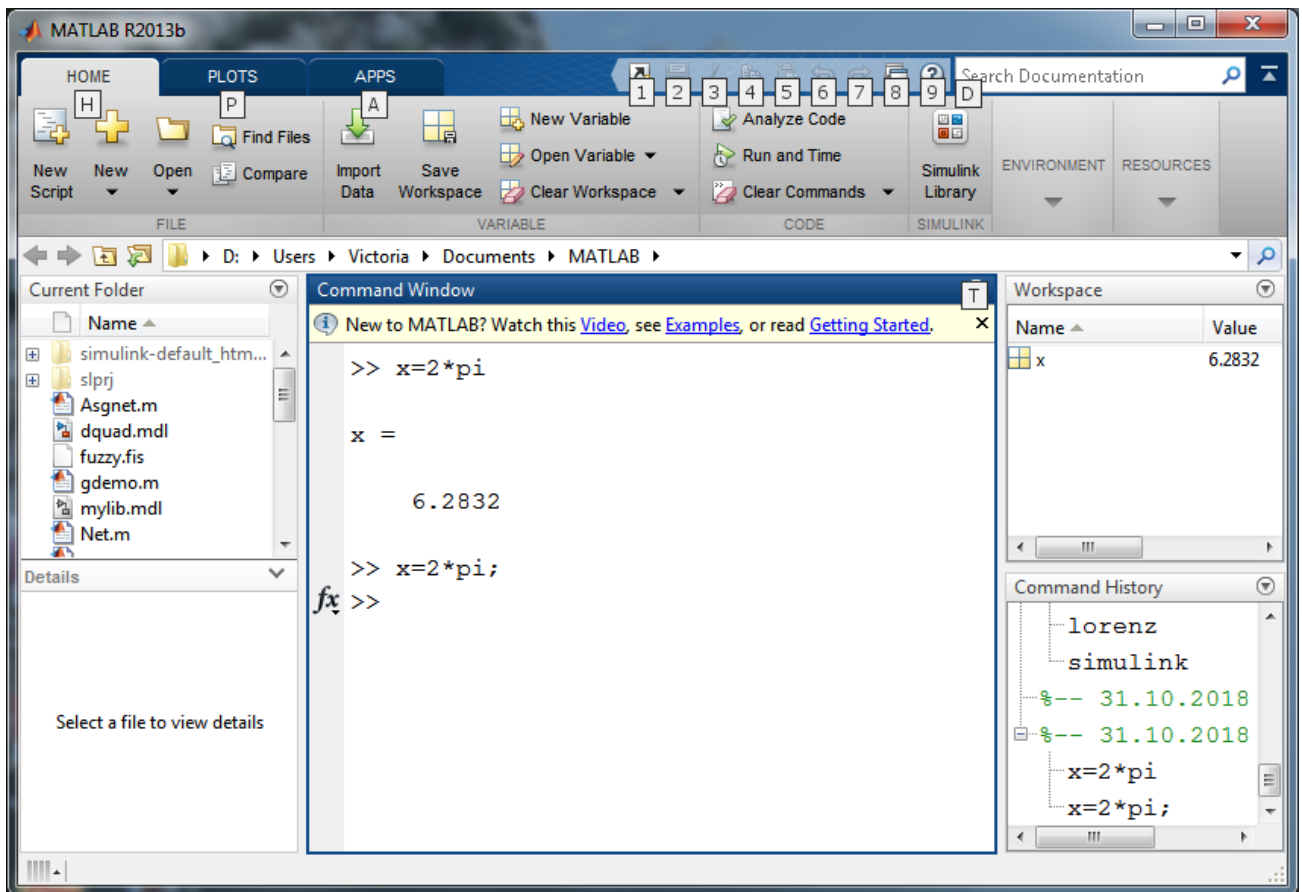 MATLAB R2013b
HOME PLOTS APPS
Search Documentation
H P A 1 2 3 4 5 6 7 8 9 D
New Script
New
Open
Find Files
Compare
FILE
Import Data
Save Workspace
New Variable
Open Variable
Clear Workspace
VARIABLE
Analyze Code
Run and Time
Clear Commands
CODE
Simulink Library
SIMULINK
ENVIRONMENT
RESOURCES
D: Users Victoria Documents MATLAB
Current Folder
Name
simulink-default_htm...
slprj
Asgnet.m
dquad.mdl
fuzzy.fis
gdemo.m
mylib.mdl
Net.m
Details
Select a file to view details
Command Window
T
New to MATLAB? Watch this Video, see Examples, or read Getting Started.
>> x=2*pi
x =
6.2832
>> x=2*pi;
fx >>
Workspace
Name Value
x 6.2832
Command History
lorenz
simulink
%-- 31.10.2018
%-- 31.10.2018
x=2*pi
x=2*pi;